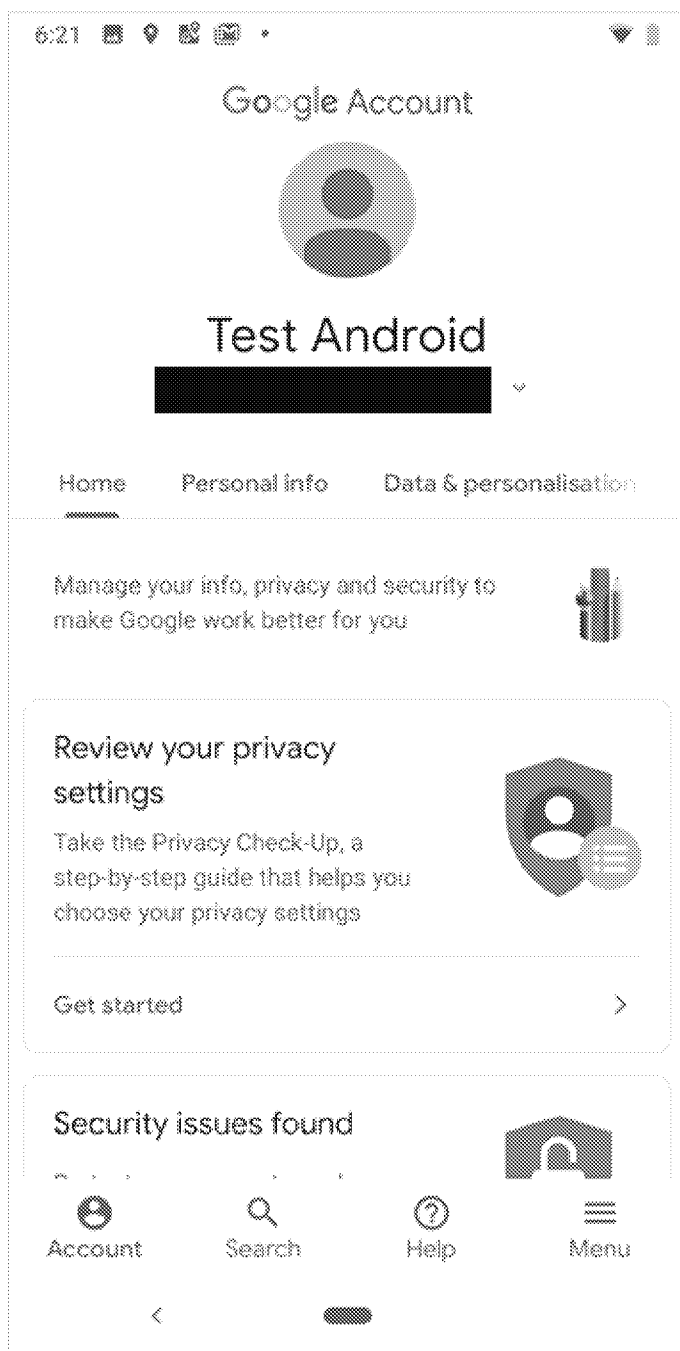 6:21
Google Account
Test Android
Home Personal info Data & personalisation
Manage your info, privacy and security to
make Google work better for you
Review your privacy
settings
Take the Privacy Check-Up, a
step-by-step guide that helps you
choose your privacy settings
Get started
Security issues found
Account Search Help Menu